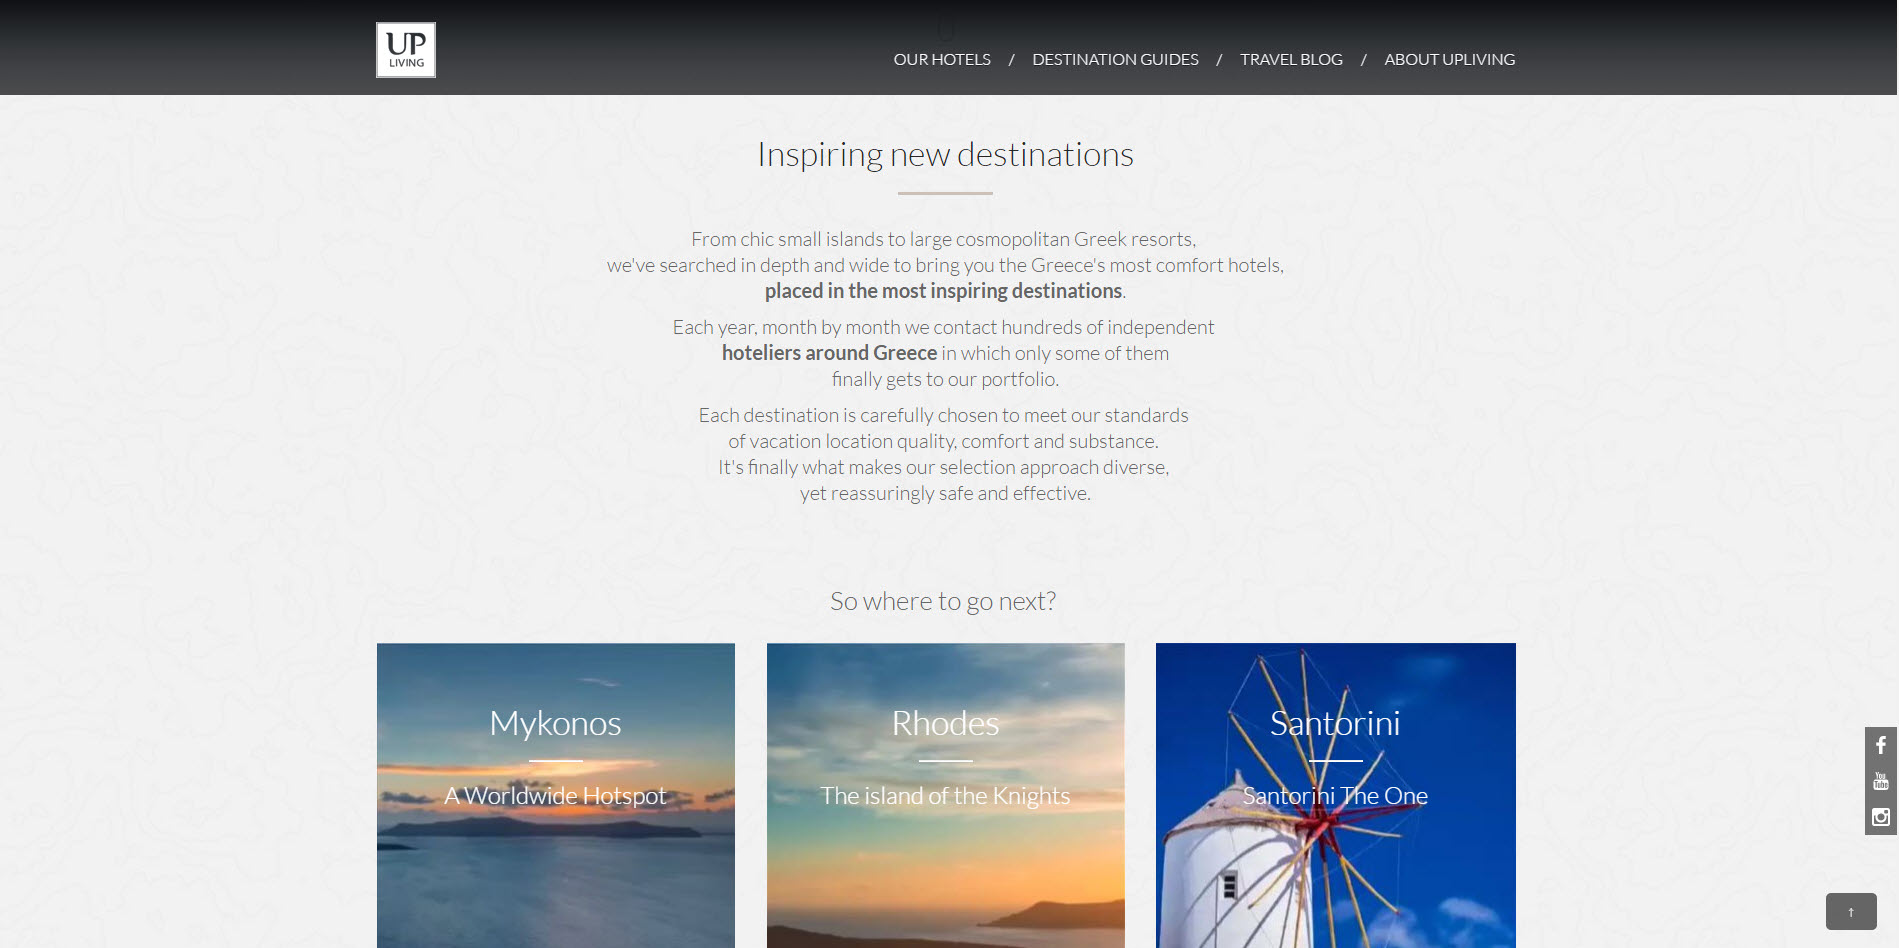 UP
LIVING
OUR HOTELS / DESTINATION GUIDES / TRAVEL BLOG / ABOUT UPLIVING
Inspiring new destinations
From chic small islands to large cosmopolitan Greek resorts,
we've searched in depth and wide to bring you the Greece's most comfort hotels,
placed in the most inspiring destinations.
Each year, month by month we contact hundreds of independent
hoteliers around Greece in which only some of them
finally gets to our portfolio.
Each destination is carefully chosen to meet our standards
of vacation location quality, comfort and substance.
It's finally what makes our selection approach diverse,
yet reassuringly safe and effective.
So where to go next?
Mykonos
A Worldwide Hotspot
Rhodes
The island of the Knights
Santorini
Santorini The One
You
Tube